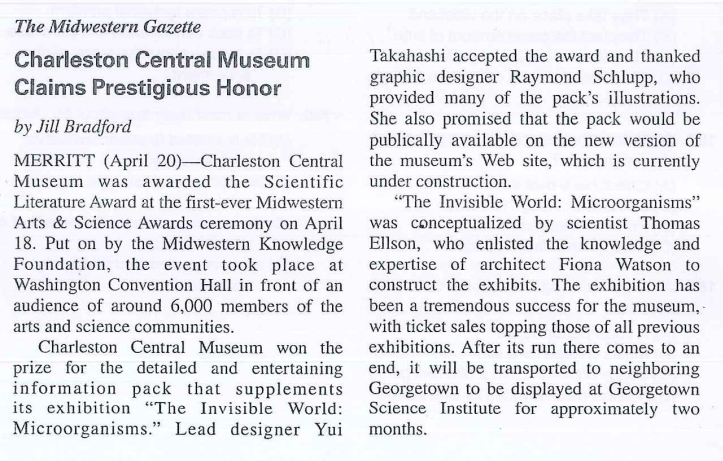 The Midwestern Gazette
Charleston Central Museum
Claims Prestigious Honor
by Jill Bradford
MERRITT (April 20)—Charleston Central
Museum was awarded the Scientific
Literature Award at the first-ever Midwestern
Arts & Science Awards ceremony on April
18. Put on by the Midwestern Knowledge
Foundation, the event took place at
Washington Convention Hall in front of an
audience of around 6,000 members of the
arts and science communities.
Charleston Central Museum won the
prize for the detailed and entertaining
information pack that supplements
its exhibition “The Invisible World:
Microorganisms.” Lead designer Yui
Takahashi accepted the award and thanked
graphic designer Raymond Schlupp, who
provided many of the pack’s illustrations.
She also promised that the pack would be
publically available on the new version of
the museum’s Web site, which is currently
under construction.
“The Invisible World: Microorganisms”
was conceptualized by scientist Thomas
Ellson, who enlisted the knowledge and
expertise of architect Fiona Watson to
construct the exhibits. The exhibition has
been a tremendous success for the museum,
with ticket sales topping those of all previous
exhibitions. After its run there comes to an
end, it will be transported to neighboring
Georgetown to be displayed at Georgetown
Science Institute for approximately two
months.